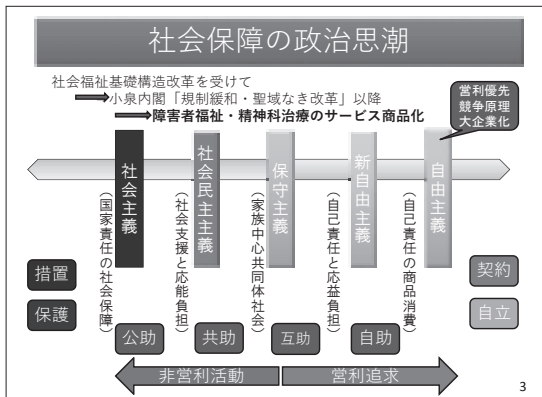 社会保障の政治思潮
社会福祉基礎構造改革を受けて
小泉内閣「規制緩和・聖域なき改革」以降
障害者福祉・精神科治療のサービス商品化
営利優先
競争原理
大企業化
社会主義
社会民主主義
保守主義
新自由主義
自由主義
(国家責任の社会保障)
(社会支援と応能負担)
(家族中心共同体社会)
(自己責任と応益負担)
(自己責任の商品消費)
措置
保護
契約
自立
公助
共助
互助
自助
非営利活動
営利追求
3